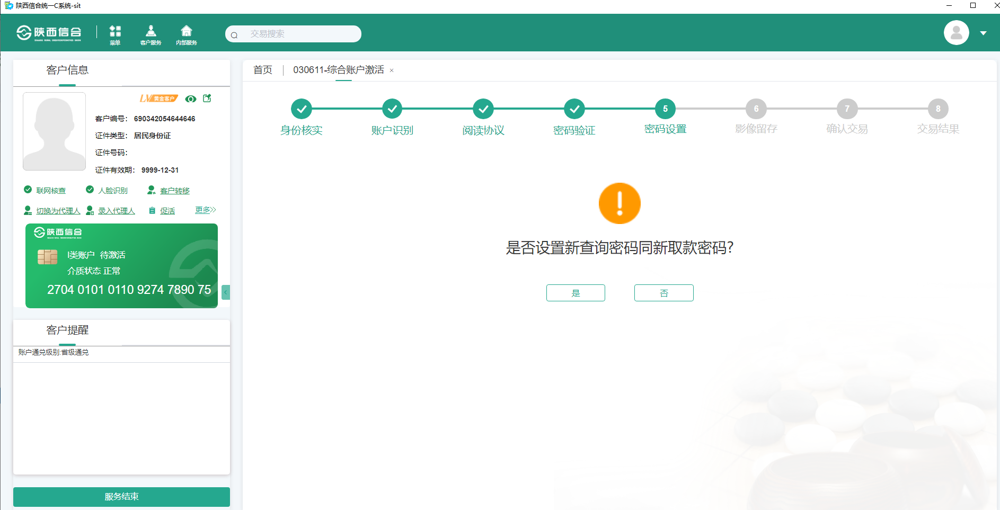 陕西信合统一C系统-sit
陕西信合
菜单
客户服务
内部服务
交易搜索
客户信息
LV 黄金客户
客户编号： 690342054644646
证件类型： 居民身份证
证件号码：
证件有效期： 9999-12-31
联网核查
人脸识别
客户转移
切换为代理人
录入代理人
促活
更多
陕西信合
I类账户 待激活
介质状态 正常
2704 0101 0110 9274 7890 75
客户提醒
账户通兑级别:省级通兑
服务结束
首页
030611-综合账户激活 ×
身份核实
账户识别
阅读协议
密码验证
5
密码设置
6
影像留存
7
确认交易
8
交易结果
是否设置新查询密码同新取款密码?
是
否